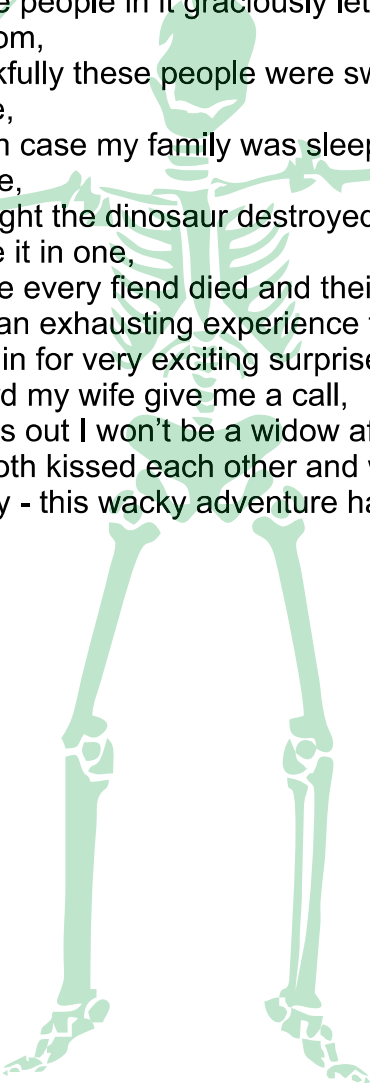 e people in it graciously let
om,
kfully these people were sw
e,
n case my family was sleep
e,
ght the dinosaur destroyed
e it in one,
e every fiend died and thei
an exhausting experience
in for very exciting surprise
rd my wife give me a call,
s out I won't be a widow af
oth kissed each other and
y - this wacky adventure ha